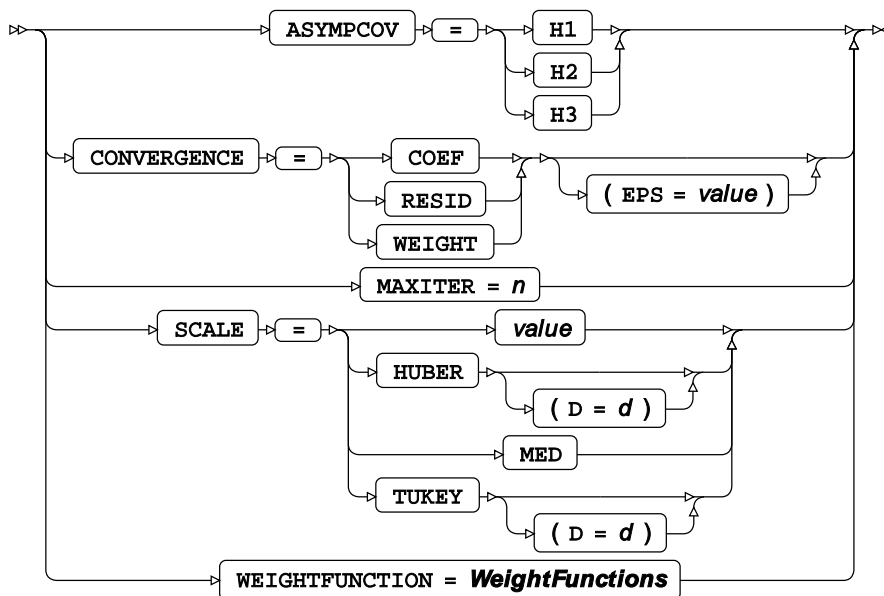 ASYMPCOV = H1
H2
H3
CONVERGENCE = COEF
RESID ( EPS = value )
WEIGHT
MAXITER = n
SCALE = value
HUBER
( D = d )
MED
TUKEY
( D = d )
WEIGHTFUNCTION = WeightFunctions